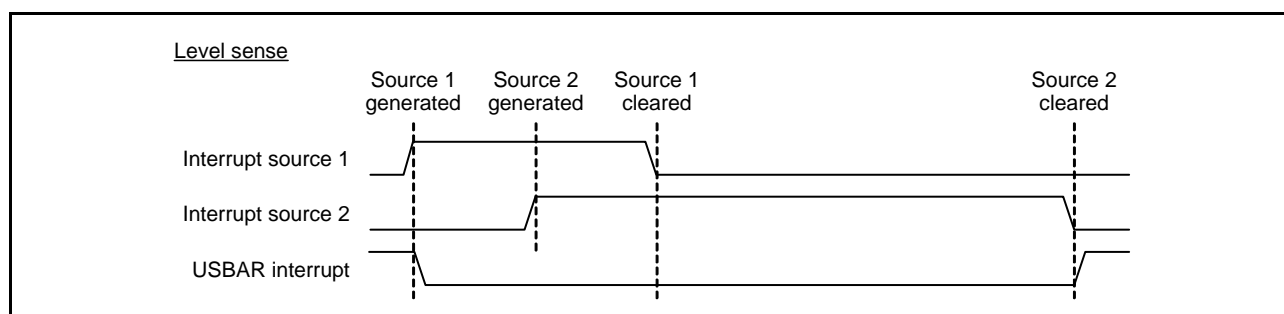 Level sense
Source 1 generated
Source 2 generated
Source 1 cleared
Source 2 cleared
Interrupt source 1
Interrupt source 2
USBAR interrupt